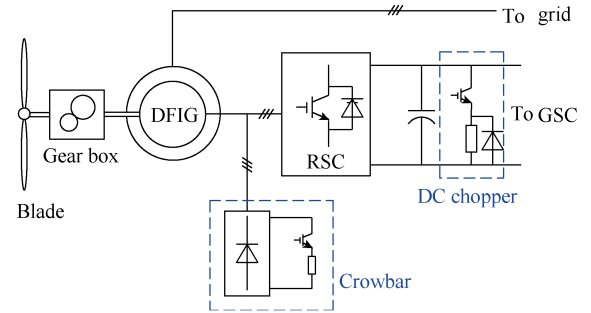 To grid
DFIG
To GSC
Gear box
RSC
Blade
DC chopper
Crowbar